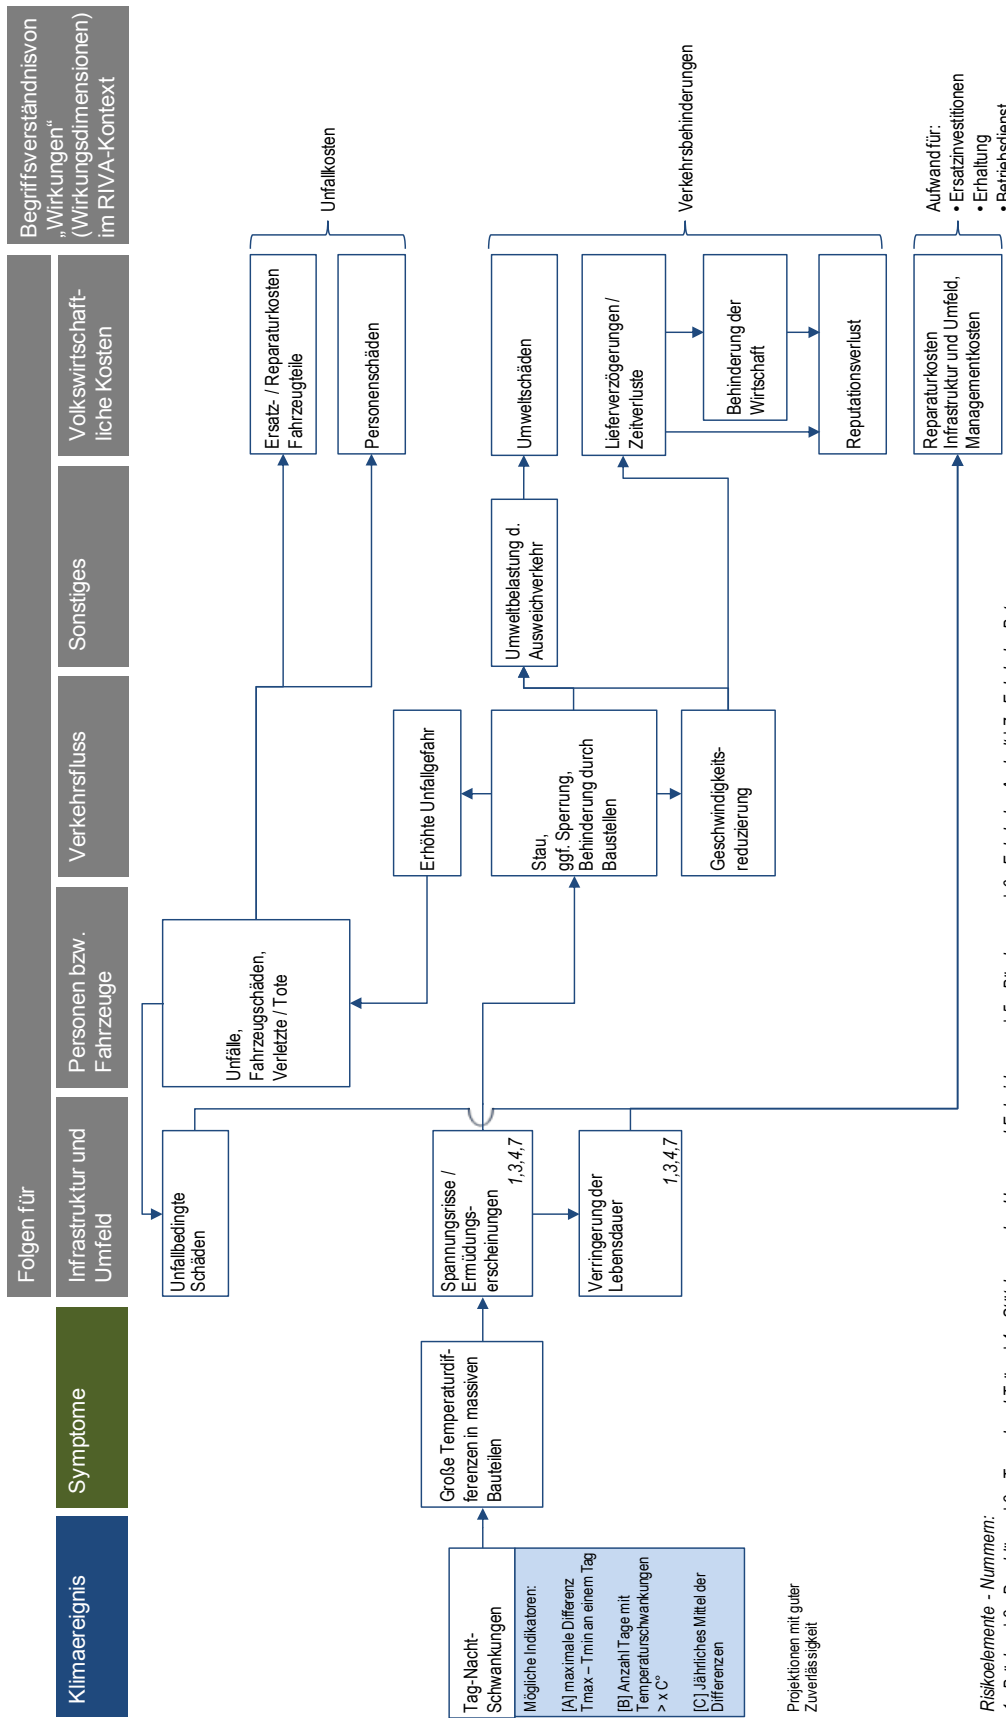 Klimaereignis
Symptome
Folgen für
Infrastruktur und
Umfeld
Personen bzw.
Fahrzeuge
Verkehrsfluss
Sonstiges
Volkswirtschaft-
liche Kosten
Begriffsverständnisvon
„Wirkungen“
(Wirkungsdimensionen)
im RIVA-Kontext
Tag-Nacht-
Schwankungen
Mögliche Indikatoren:
[A] maximale Differenz
Tmax – Tmin an einem Tag
[B] Anzahl Tage mit
Temperaturschwankungen
> x C°
[C] Jährliches Mittel der
Differenzen
Projektionen mit guter
Zuverlässigkeit
Große Temperaturdif-
ferenzen in massiven
Bauteilen
Unfallbedingte
Schäden
Spannungsrisse /
Ermüdungs-
erscheinungen
1,3,4,7
Verringerung der
Lebensdauer
1,3,4,7
Unfälle,
Fahrzeugschäden,
Verletzte / Tote
Erhöhte Unfallgefahr
Stau,
ggf. Sperrung,
Behinderung durch
Baustellen
Geschwindigkeits-
reduzierung
Umweltbelastung d.
Ausweichverkehr
Ersatz- / Reparaturkosten
Fahrzeugteile
Personenschäden
Umweltschäden
Lieferverzögerungen /
Zeitverluste
Behinderung der
Wirtschaft
Reputationsverlust
Reparaturkosten
Infrastruktur und Umfeld,
Managementkosten
Unfallkosten
Verkehrsbehinderungen
Aufwand für:
• Ersatzinvestitionen
• Erhaltung
• Betriebsdienst
Risikoelemente - Nummern: